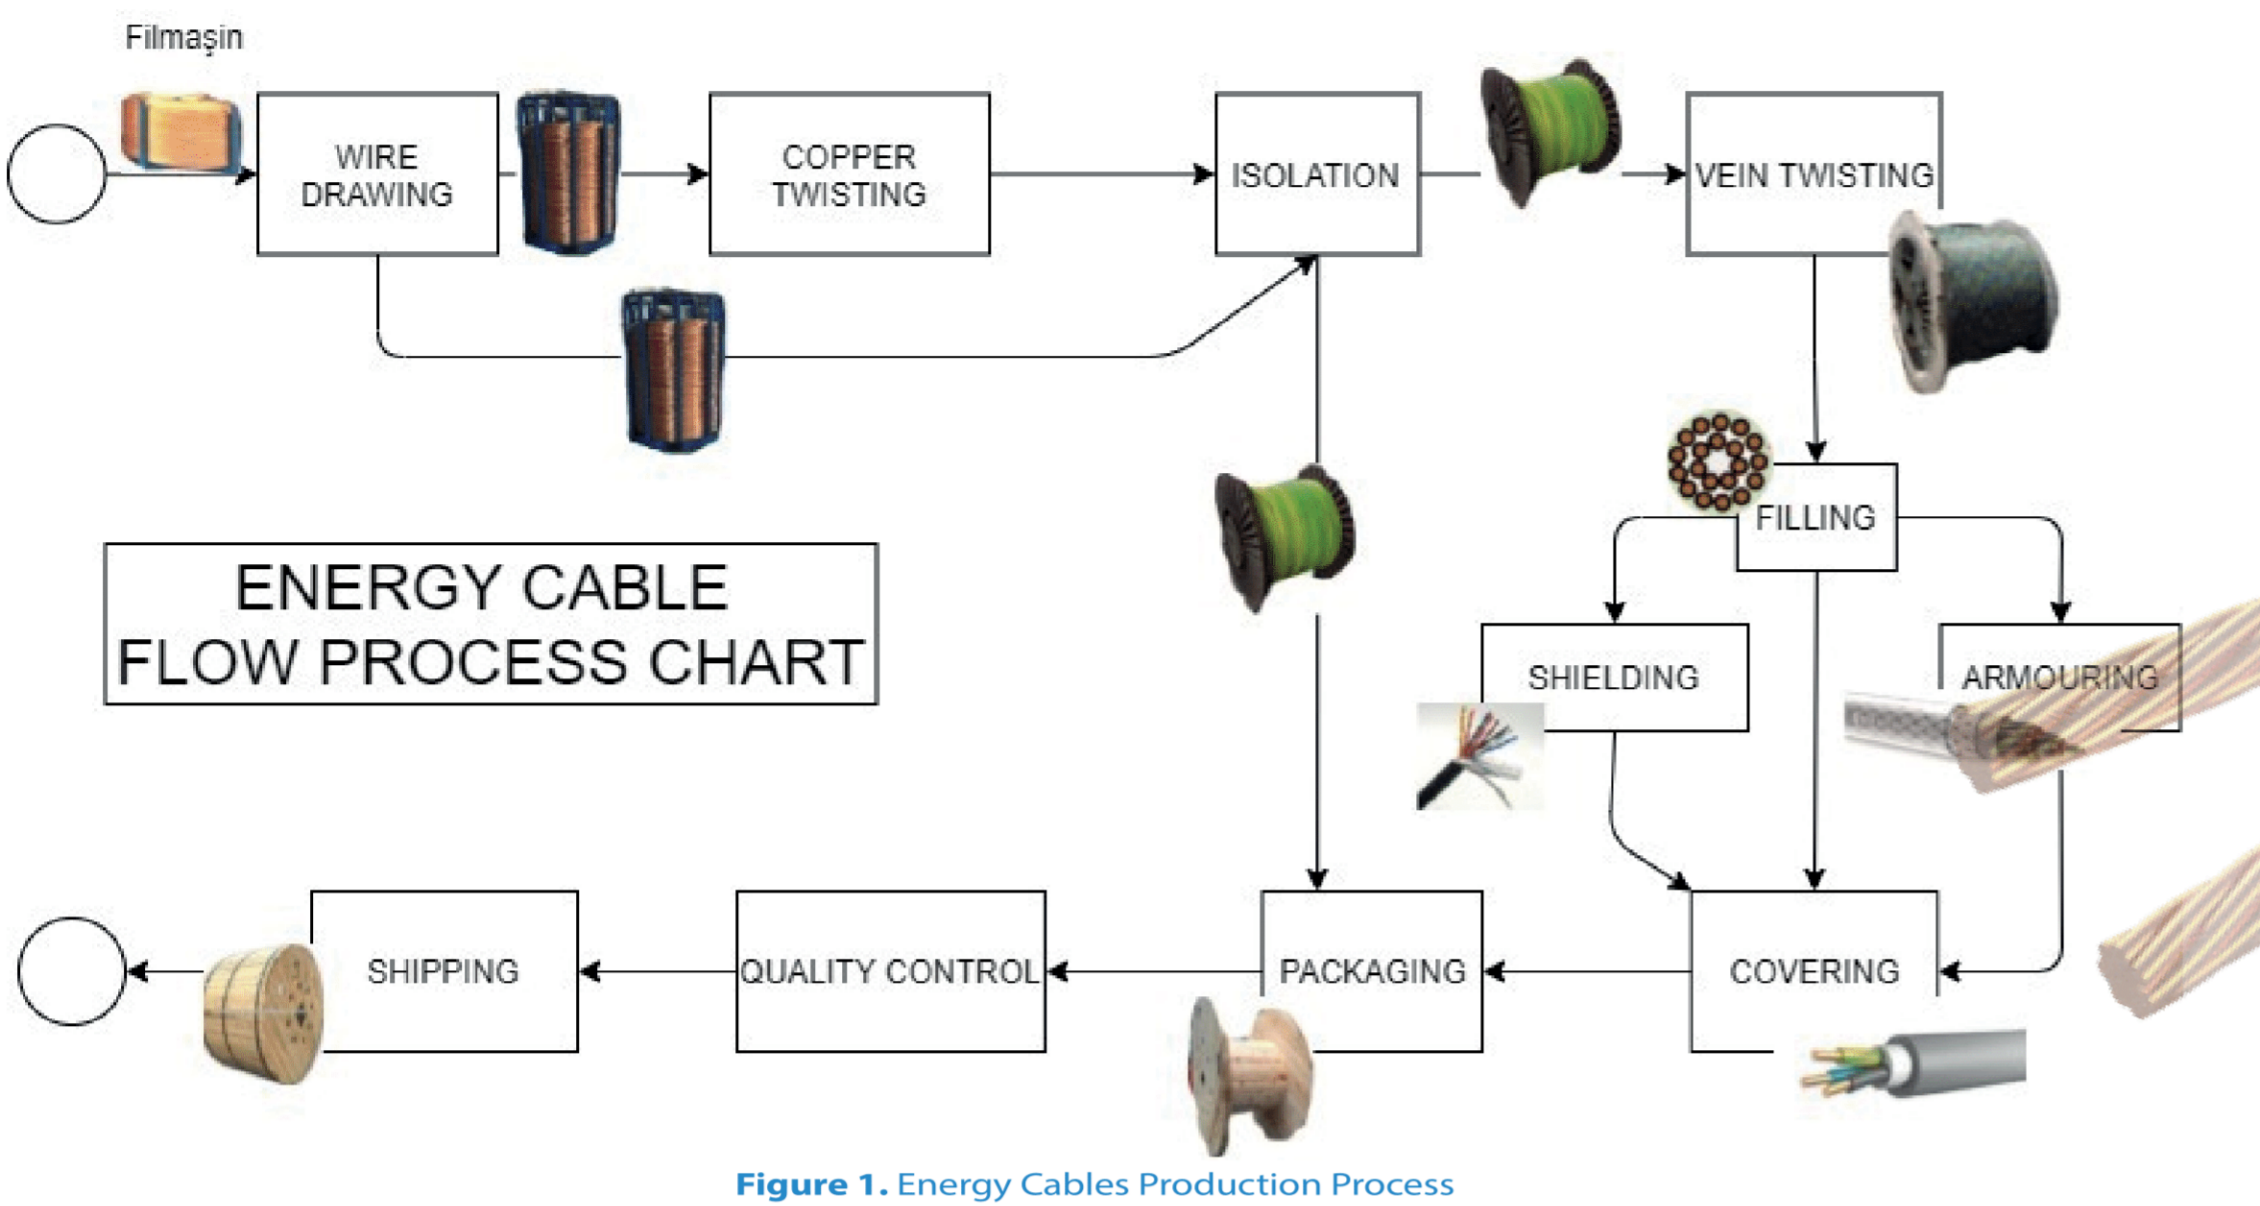 Filmaşin
WIRE
DRAWING
COPPER
TWISTING
ISOLATION
VEIN TWISTING
FILLING
ENERGY CABLE
FLOW PROCESS CHART
SHIELDING
ARMOURING
SHIPPING
QUALITY CONTROL
PACKAGING
COVERING
Figure 1. Energy Cables Production Process